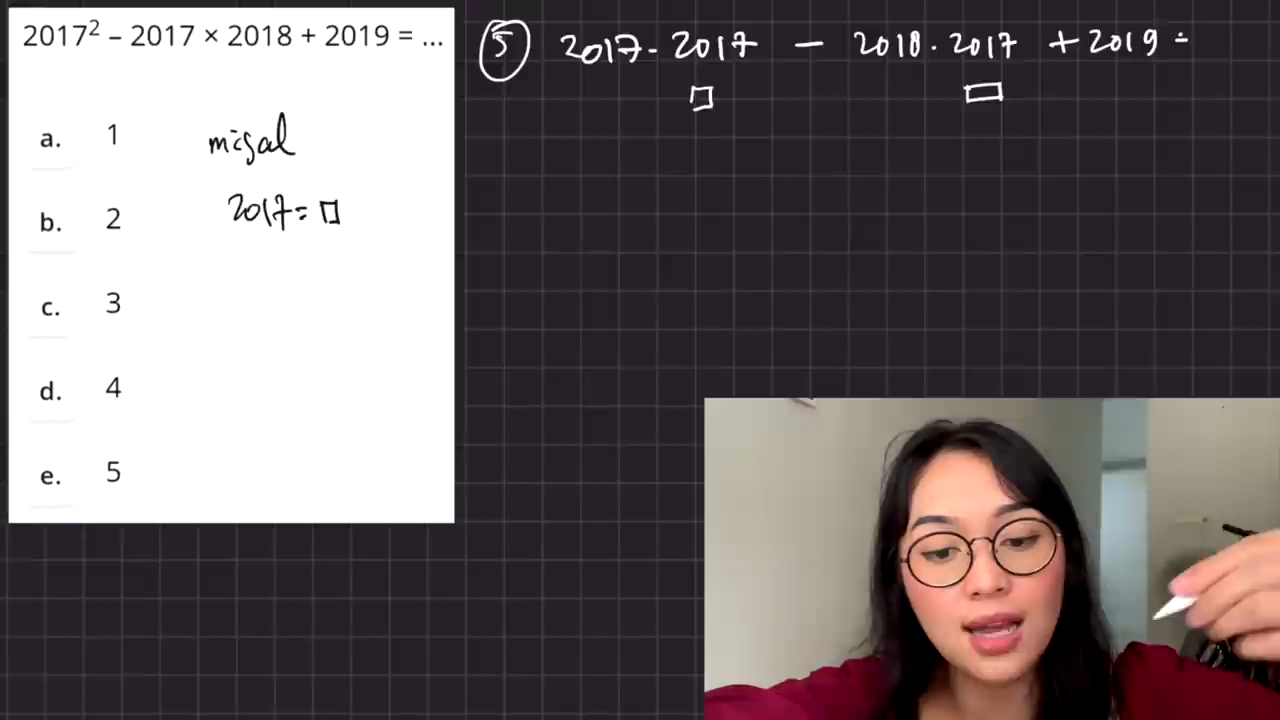 2017² – 2017 × 2018 + 2019 = ...
a. 1
b. 2
c. 3
d. 4
e. 5
misal
2017 = □
5 2017 · 2017 – 2018 · 2017 + 2019 =
□ □